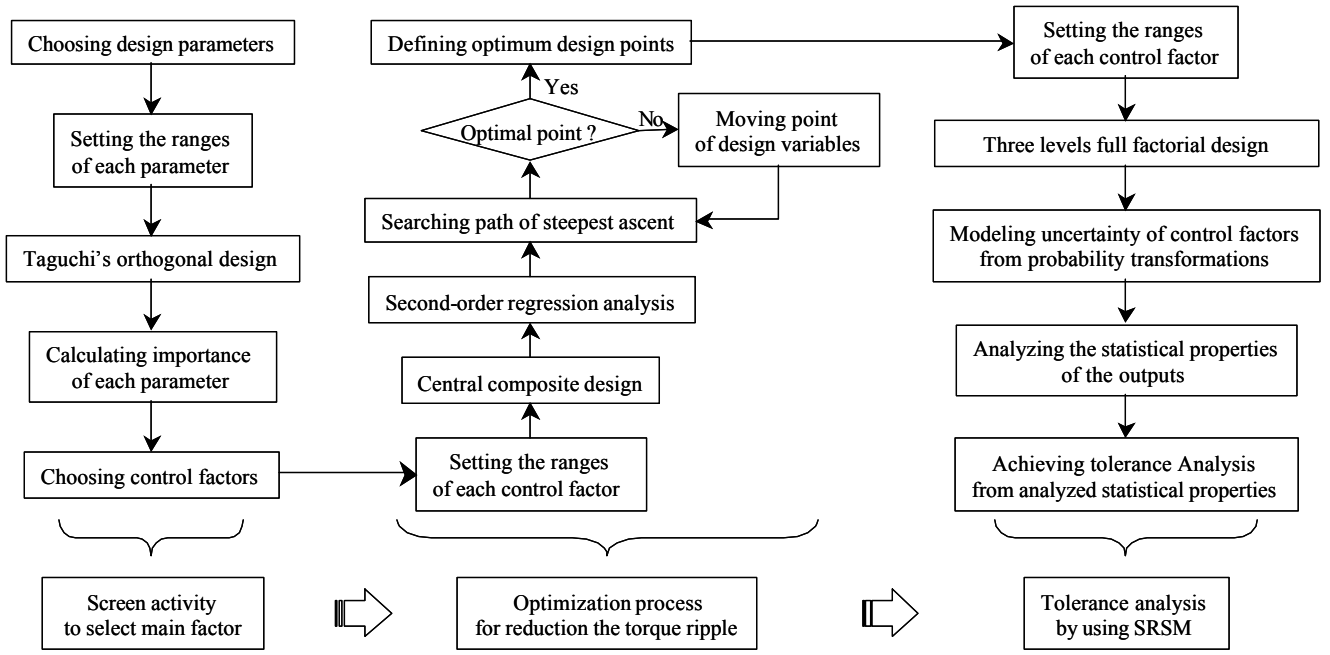 Choosing design parameters
Setting the ranges
of each parameter
Taguchi's orthogonal design
Calculating importance
of each parameter
Choosing control factors
Screen activity
to select main factor
Defining optimum design points
Yes
Optimal point ?
No
Moving point
of design variables
Searching path of steepest ascent
Second-order regression analysis
Central composite design
Setting the ranges
of each control factor
Optimization process
for reduction the torque ripple
Setting the ranges
of each control factor
Three levels full factorial design
Modeling uncertainty of control factors
from probability transformations
Analyzing the statistical properties
of the outputs
Achieving tolerance Analysis
from analyzed statistical properties
Tolerance analysis
by using SRSM